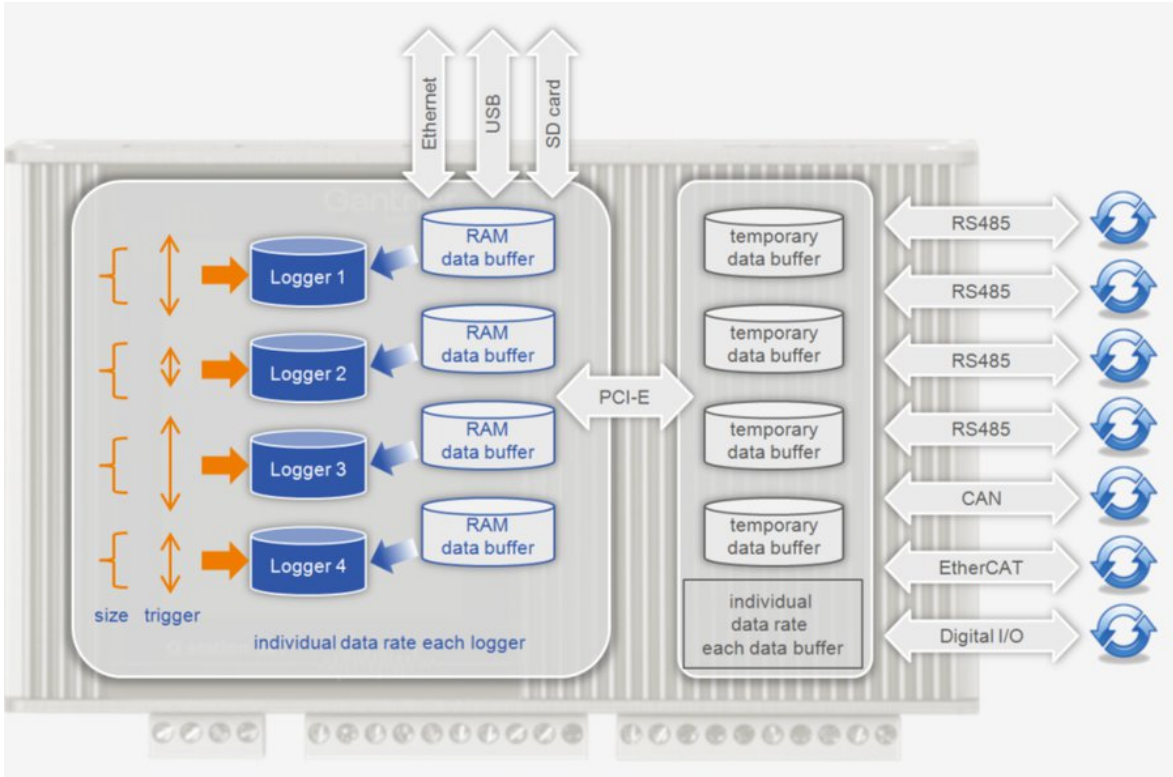 Ethernet
USB
SD card
RAM
data buffer
Logger 1
RAM
data buffer
Logger 2
RAM
data buffer
Logger 3
RAM
data buffer
Logger 4
size
trigger
individual data rate each logger
PCI-E
temporary
data buffer
temporary
data buffer
temporary
data buffer
temporary
data buffer
individual
data rate
each data buffer
RS485
RS485
RS485
RS485
CAN
EtherCAT
Digital I/O